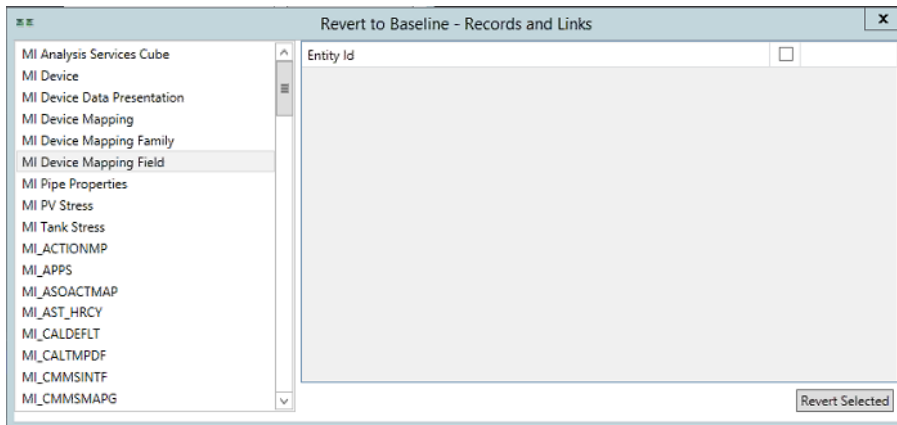 Revert to Baseline - Records and Links
x
MI Analysis Services Cube
MI Device
MI Device Data Presentation
MI Device Mapping
MI Device Mapping Family
MI Device Mapping Field
MI Pipe Properties
MI PV Stress
MI Tank Stress
MI_ACTIONMP
MI_APPS
MI_ASOACTMAP
MI_AST_HRCY
MI_CALDEFLT
MI_CALTMPDF
MI_CMMSINTF
MI_CMMSMAPG
Entity Id
Revert Selected